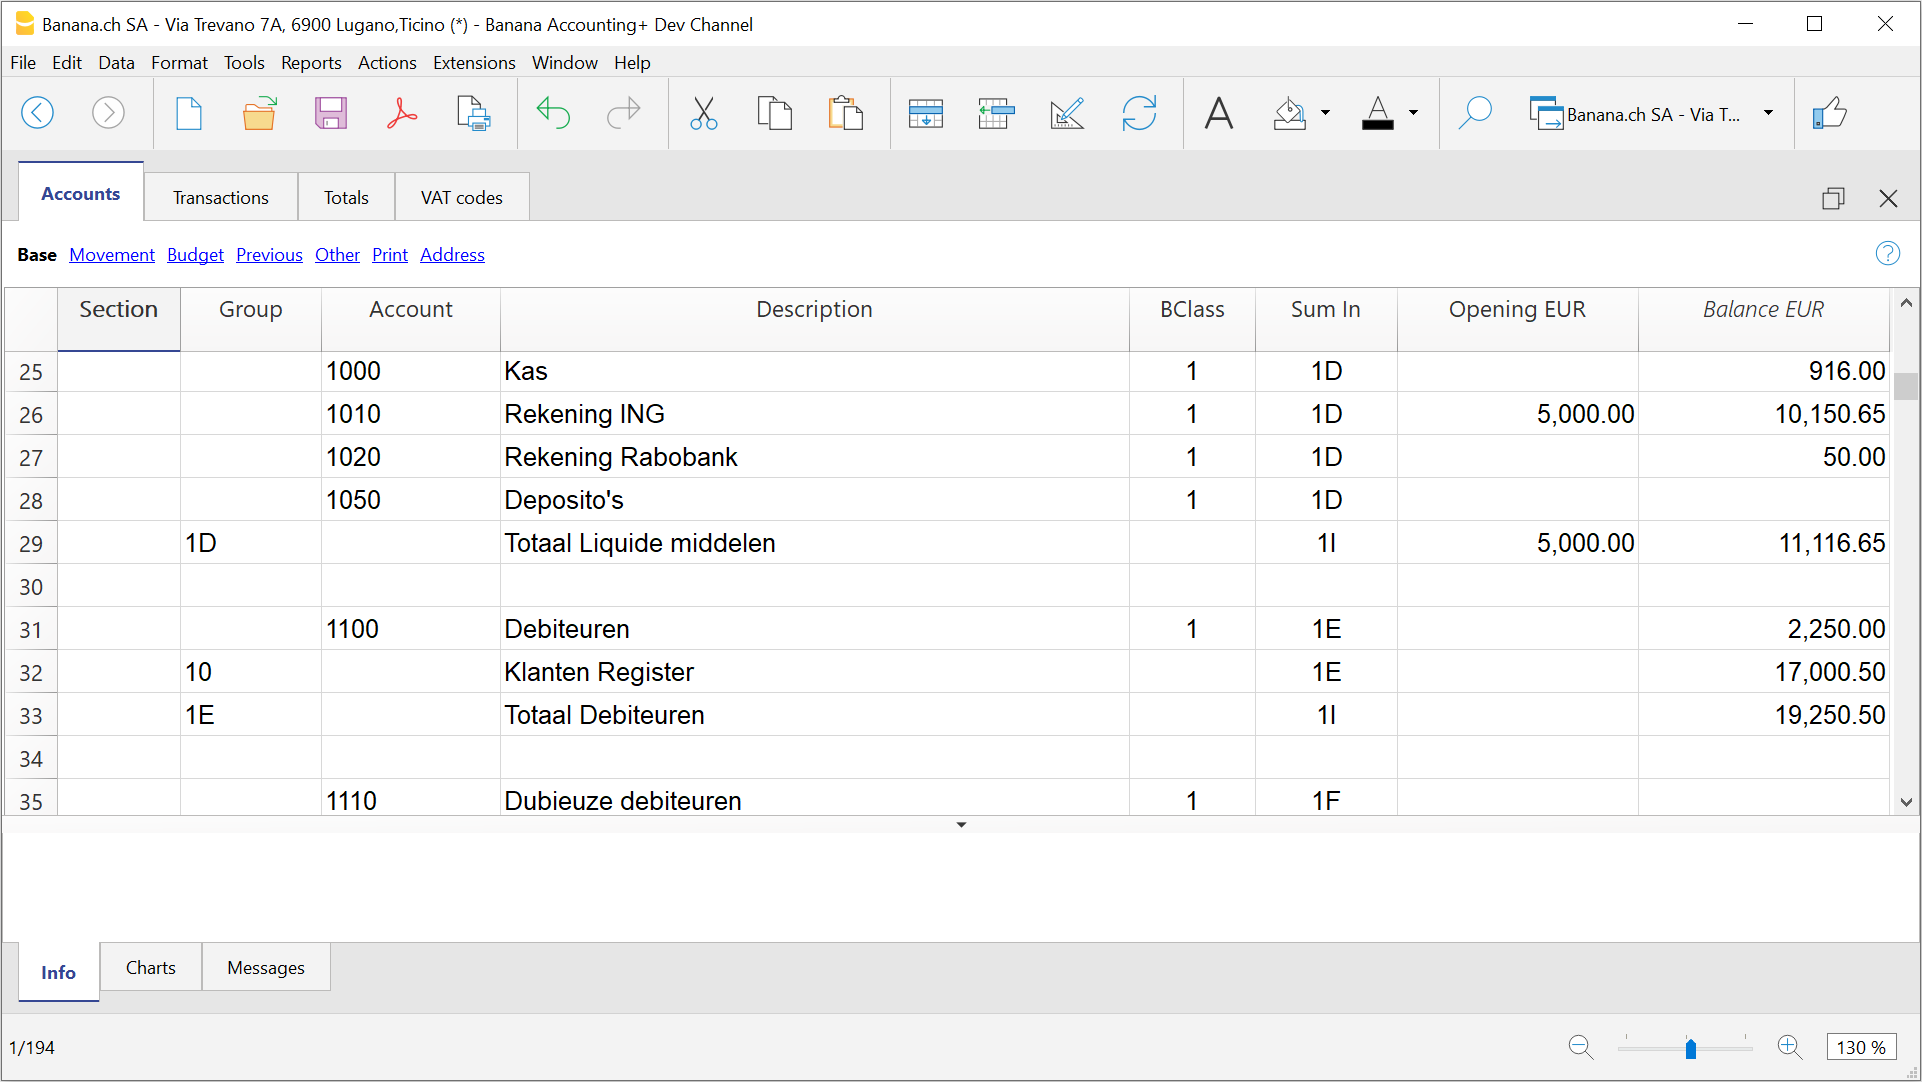 Banana.ch SA - Via Trevano 7A, 6900 Lugano,Ticino (*) - Banana Accounting+ Dev Channel
File Edit Data Format Tools Reports Actions Extensions Window Help
Banana.ch SA - Via T...
Accounts Transactions Totals VAT codes
Base Movement Budget Previous Other Print Address
Section Group Account Description BClass Sum In Opening EUR Balance EUR
25 1000 Kas 1 1D 916.00
26 1010 Rekening ING 1 1D 5,000.00 10,150.65
27 1020 Rekening Rabobank 1 1D 50.00
28 1050 Deposito's 1 1D
29 1D Totaal Liquide middelen 1I 5,000.00 11,116.65
30
31 1100 Debiteuren 1 1E 2,250.00
32 10 Klanten Register 1E 17,000.50
33 1E Totaal Debiteuren 1I 19,250.50
34
35 1110 Dubieuze debiteuren 1 1F
Info Charts Messages
1/194 130 %